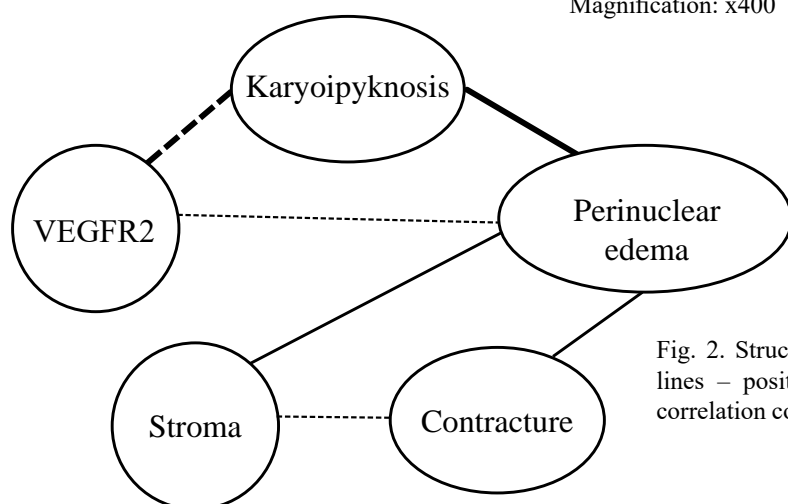 Magnification: x400
Karyoipyknosis
VEGFR2
Perinuclear
edema
Fig. 2. Struc
lines – posit
correlation co
Stroma
Contracture